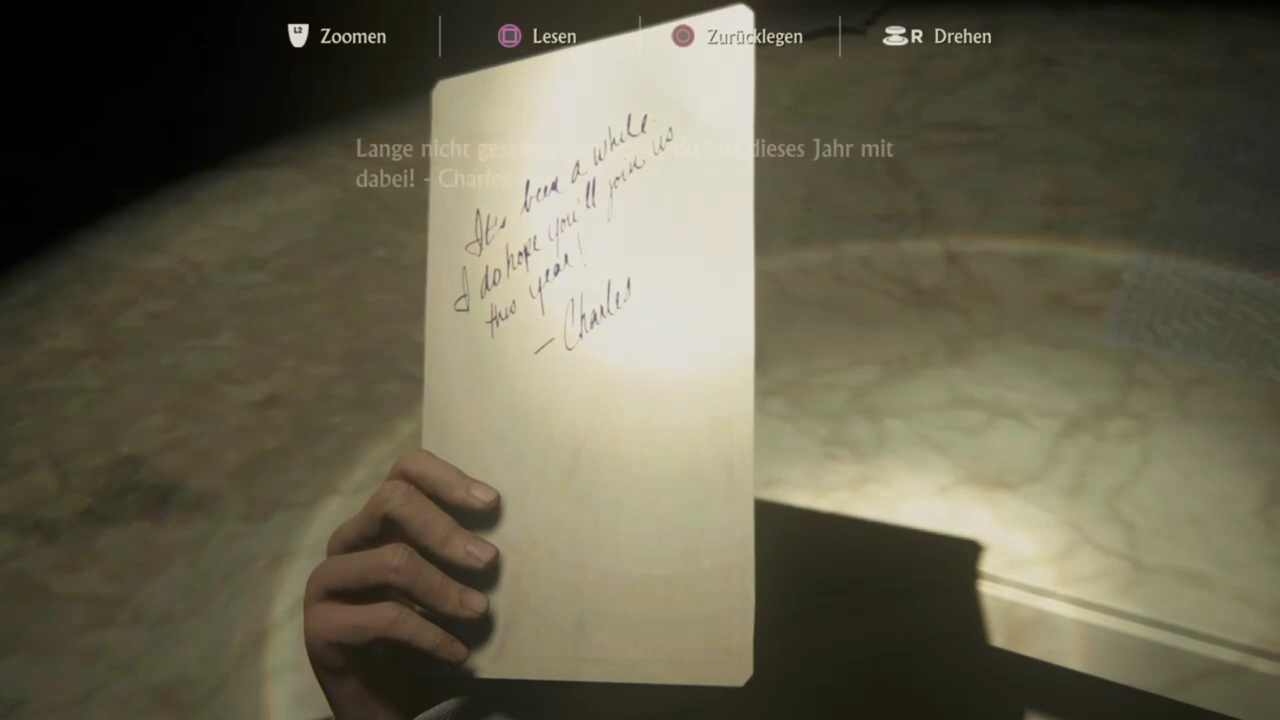 L2 Zoomen Lesen Zurücklegen R Drehen
Lange nicht dieses Jahr mit
dabei! - Charles
It's been a while.
I do hope you'll join us
this year!
— Charles